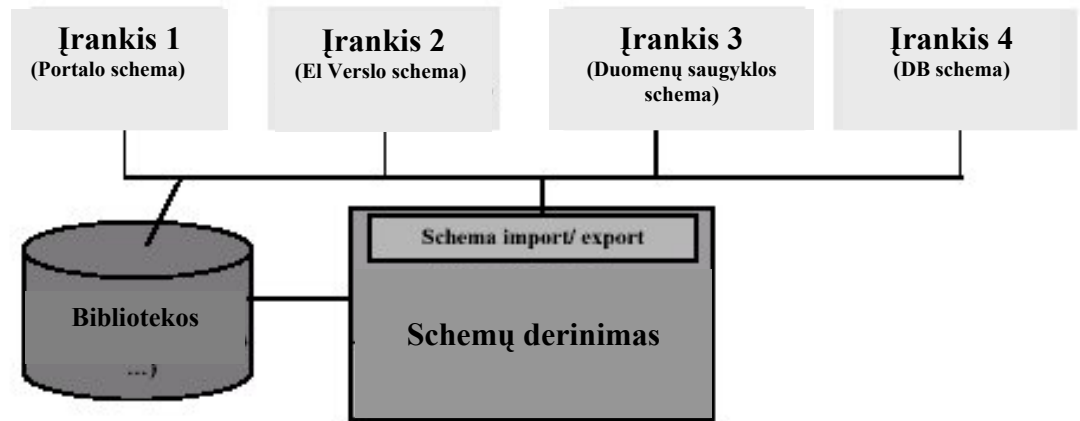 Įrankis 1
(Portalo schema)
Įrankis 2
(El Verslo schema)
Įrankis 3
(Duomenų saugyklos
schema)
Įrankis 4
(DB schema)
Schema import/ export
Bibliotekos
...)
Schemų derinimas